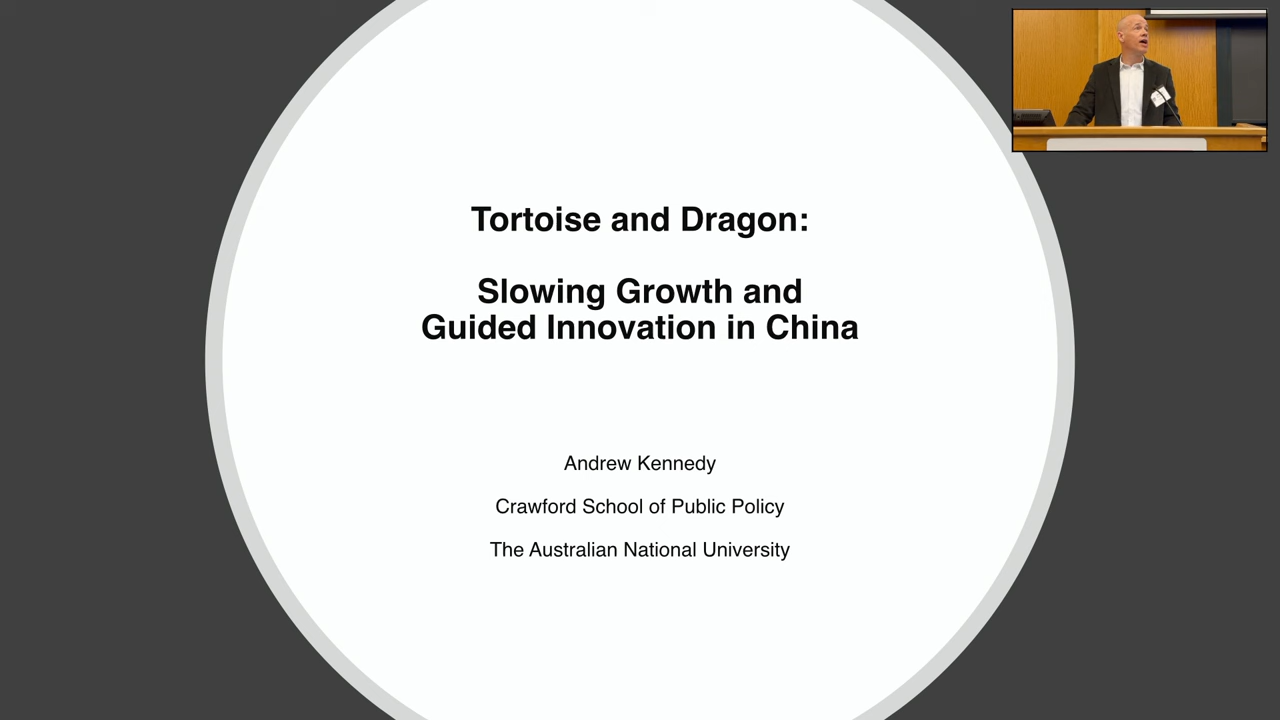 Tortoise and Dragon:
Slowing Growth and
Guided Innovation in China
Andrew Kennedy
Crawford School of Public Policy
The Australian National University